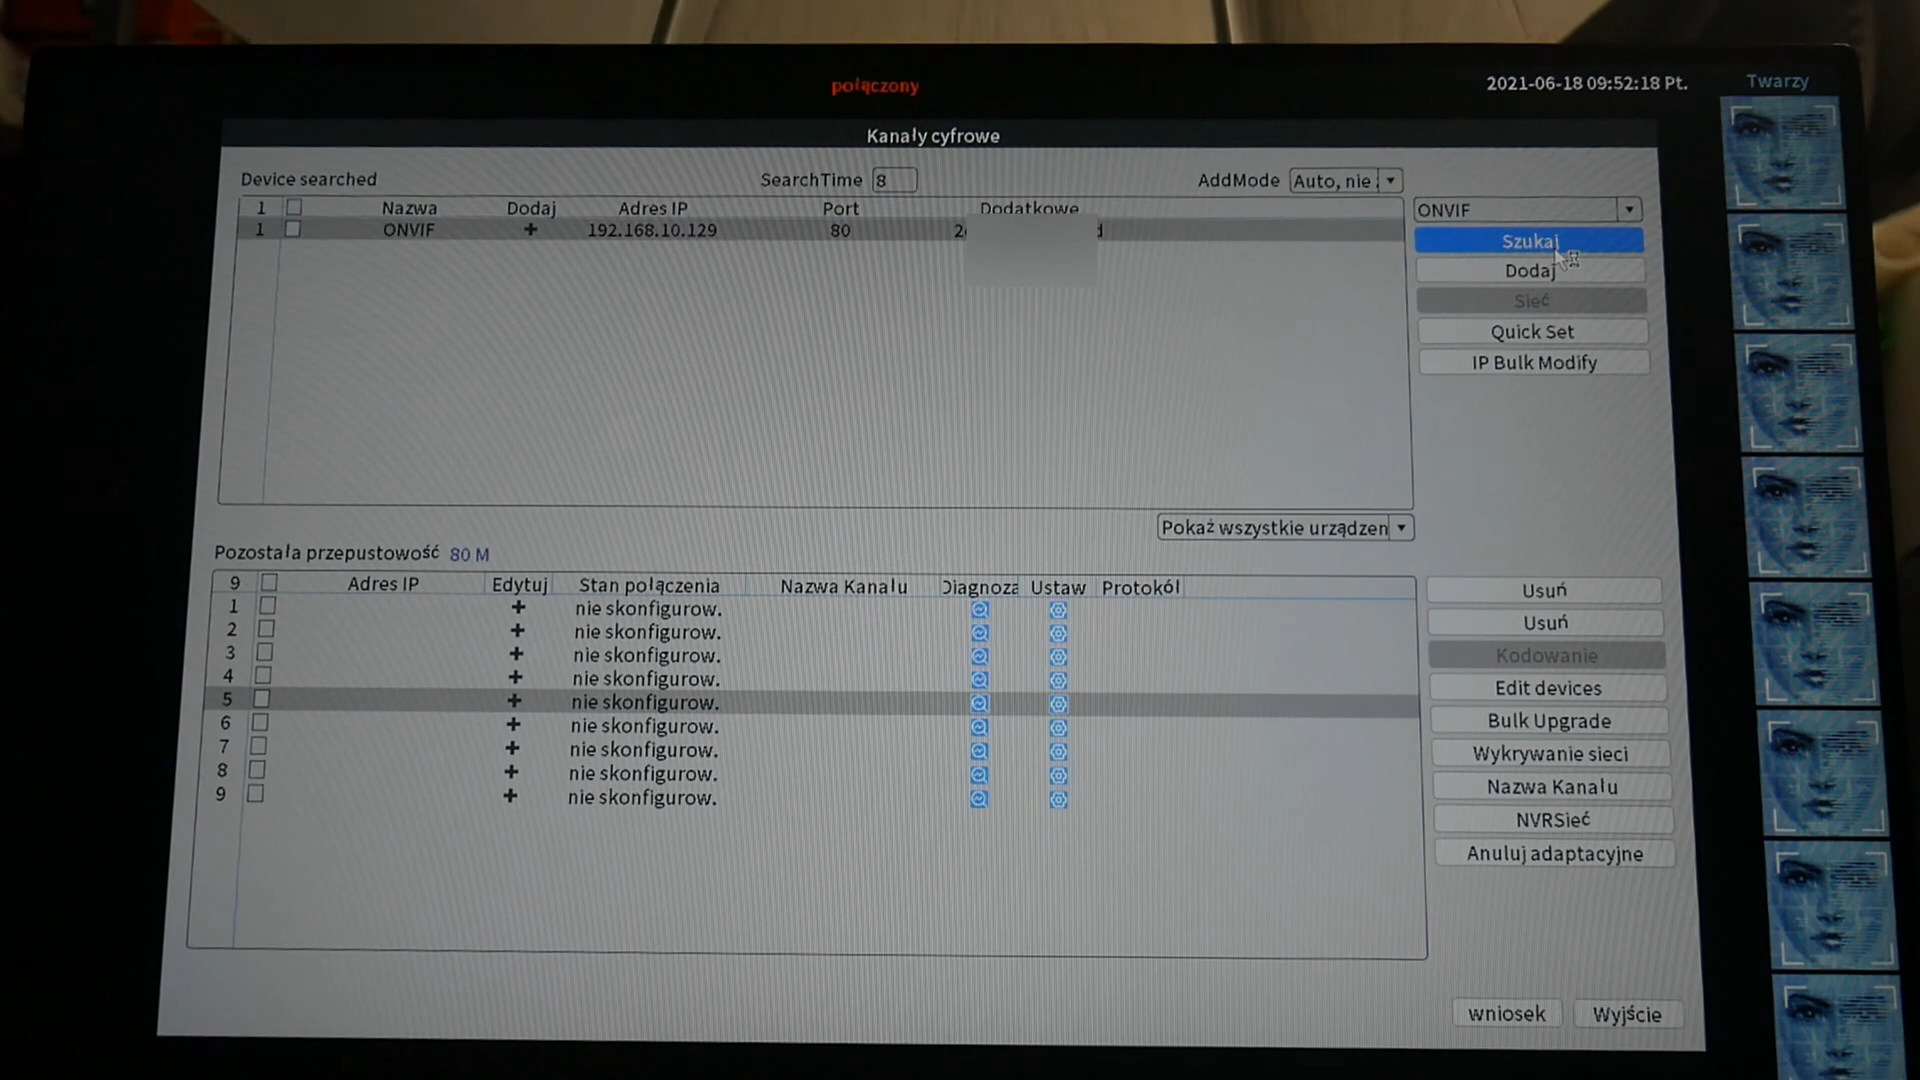 połączony
2021-06-18 09:52:18 Pt.
Twarzy
Kanały cyfrowe
Device searched
SearchTime 8
AddMode Auto, nie
1 Nazwa Dodaj Adres IP Port Dodatkowe
1 ONVIF + 192.168.10.129 80
ONVIF
Szukaj
Dodaj
Sieć
Quick Set
IP Bulk Modify
Pokaż wszystkie urządzen
Pozostała przepustowość 80 M
9 Adres IP Edytuj Stan połączenia Nazwa Kanału Diagnoza Ustaw Protokół
1 + nie skonfigurow.
2 + nie skonfigurow.
3 + nie skonfigurow.
4 + nie skonfigurow.
5 + nie skonfigurow.
6 + nie skonfigurow.
7 + nie skonfigurow.
8 + nie skonfigurow.
9 + nie skonfigurow.
Usuń
Usuń
Kodowanie
Edit devices
Bulk Upgrade
Wykrywanie sieci
Nazwa Kanału
NVRSieć
Anuluj adaptacyjne
wniosek
Wyjście